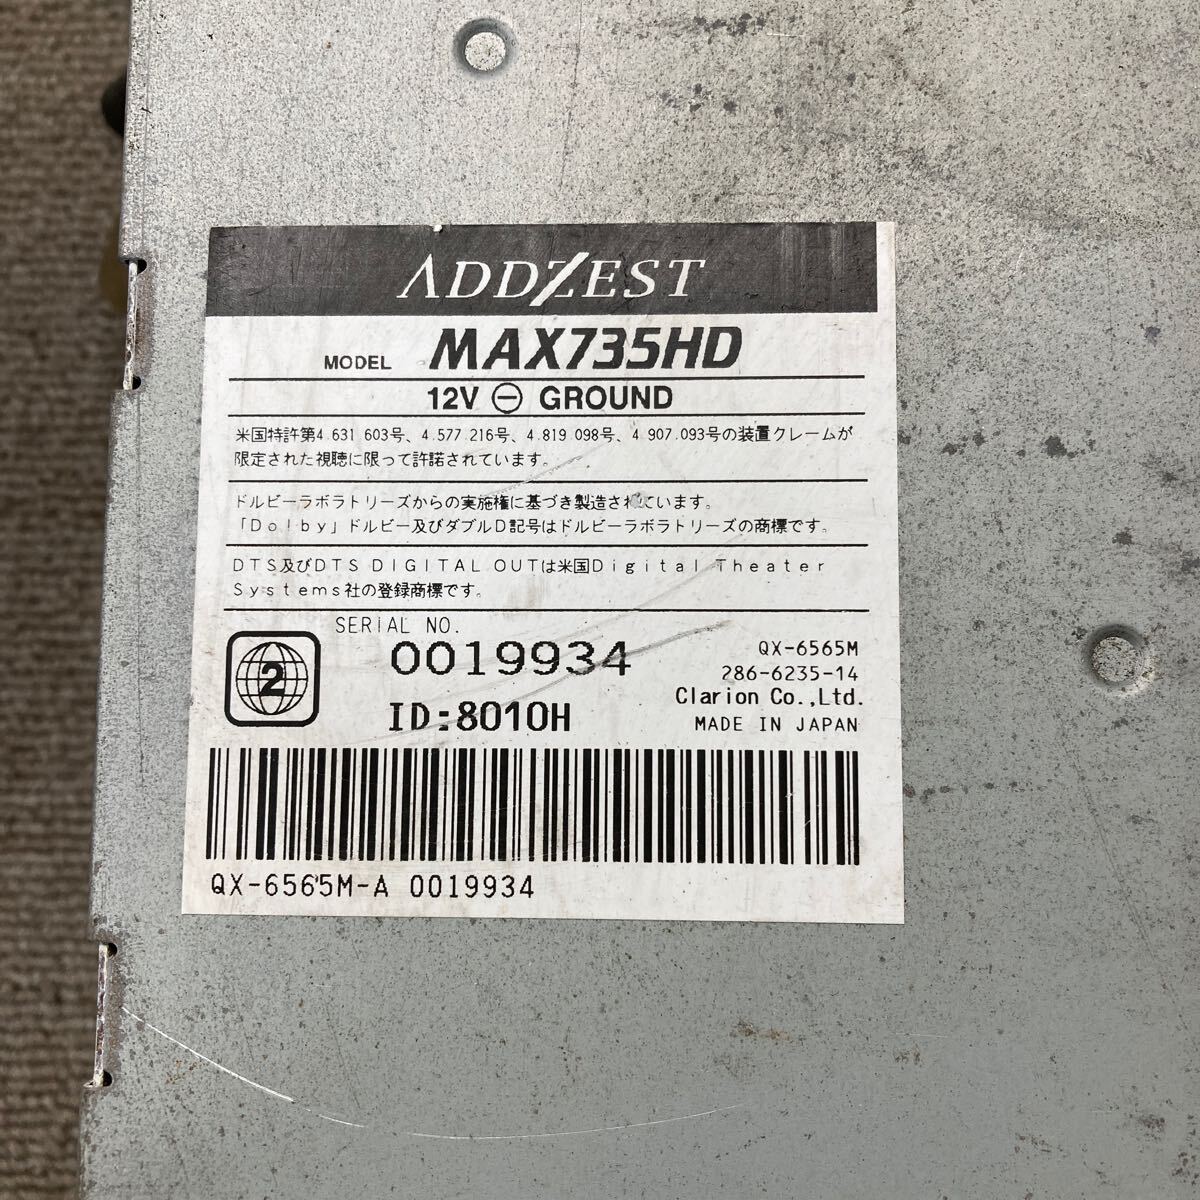 ADDZEST
MODEL MAX735HD
12V ⊖ GROUND
米国特許第4.631 603号、4.577.216号、4.819 098号、4 907.093号の装置クレームが
限定された視聴に限って許諾されています。
ドルビーラボラトリーズからの実施権に基づき製造されています。
「Dolby」ドルビー及びダブルD記号はドルビーラボラトリーズの商標です。
DTS及びDTS DIGITAL OUTは米国Digital Theater
Systems社の登録商標です。
SERIAL NO.
0019934
QX-6565M
286-6235-14
2
ID:8010H
Clarion Co.,Ltd.
MADE IN JAPAN
QX-6565M-A 0019934